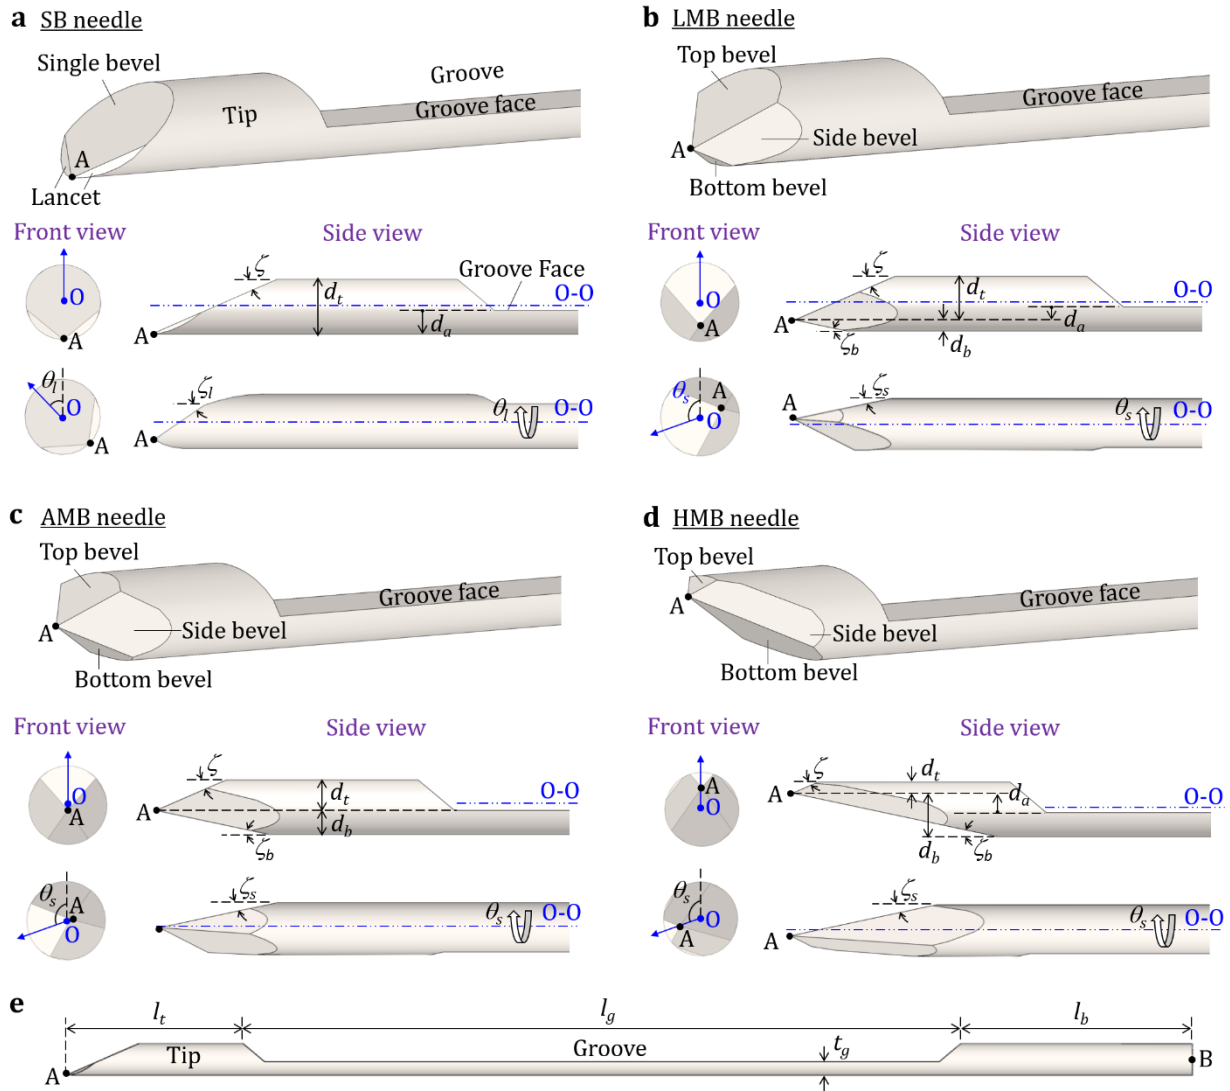 a SB needle
Single bevel
Groove
Groove face
Tip
A
Lancet
Front view
Side view
O
A
ζ
d_t
Groove Face
O-O
d_a
A
θ_l
O
A
ζ_l
θ_l
O-O
A
b LMB needle
Top bevel
Groove face
Side bevel
A
Bottom bevel
Front view
Side view
O
A
ζ
d_t
O-O
A
d_a
ζ_b
d_b
θ_s
A
O
ζ_s
A
θ_s
O-O
c AMB needle
Top bevel
Groove face
A
Side bevel
Bottom bevel
Front view
Side view
O
A
ζ
d_t
O-O
A
d_b
ζ_b
θ_s
A
O
ζ_s
θ_s
O-O
d HMB needle
Top bevel
A
Groove face
Side bevel
Bottom bevel
Front view
Side view
A
O
ζ
d_t
A
d_a
O-O
d_b
ζ_b
θ_s
O
A
ζ_s
θ_s
O-O
A
e
l_t
l_g
l_b
Tip
Groove
t_g
A
B